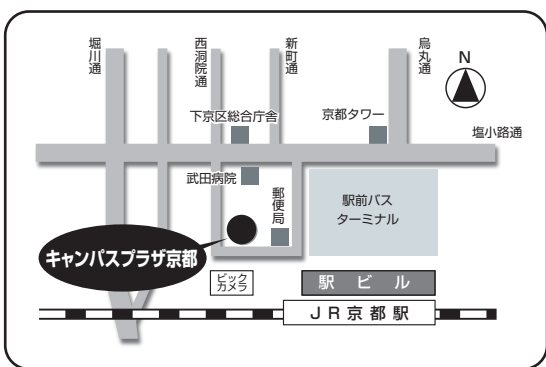 堀川通
西洞院通
新町通
烏丸通
N
下京区総合庁舎
京都タワー
塩小路通
武田病院
郵便局
駅前バス
ターミナル
キャンパスプラザ京都
ビック
カメラ
駅ビル
JR京都駅